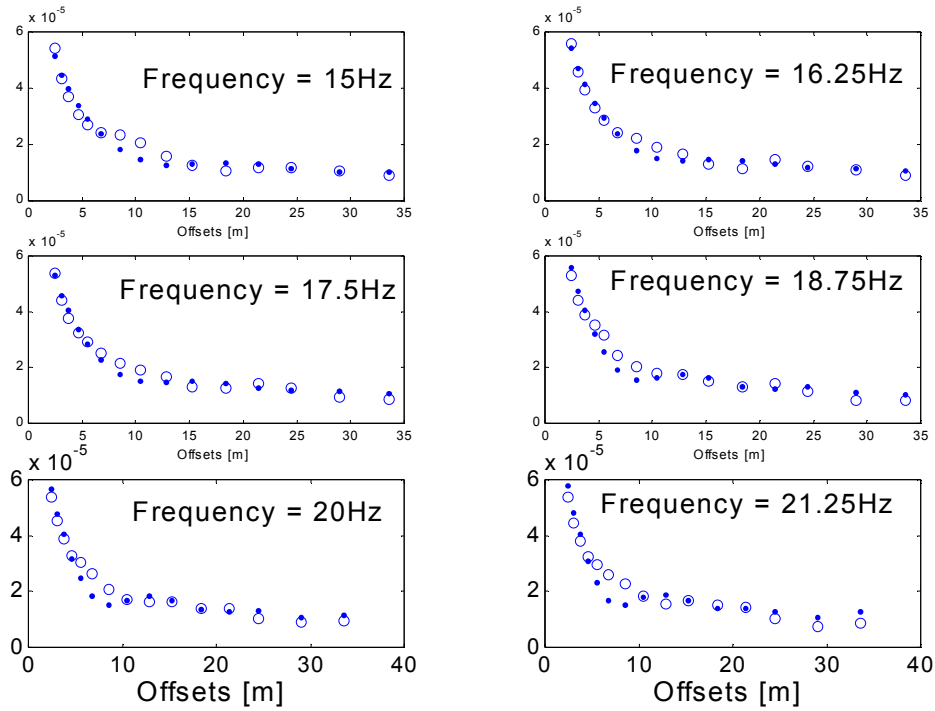 x 10-5
6
4
2
0
Frequency = 15Hz
0 5 10 15 20 25 30 35
Offsets [m]
x 10-5
6
4
2
0
Frequency = 16.25Hz
0 5 10 15 20 25 30 35
Offsets [m]
x 10-5
6
4
2
0
Frequency = 17.5Hz
0 5 10 15 20 25 30 35
Offsets [m]
x 10-5
6
4
2
0
Frequency = 18.75Hz
0 5 10 15 20 25 30 35
Offsets [m]
x 10-5
6
4
2
0
Frequency = 20Hz
0 10 20 30 40
Offsets [m]
x 10-5
6
4
2
0
Frequency = 21.25Hz
0 10 20 30 40
Offsets [m]